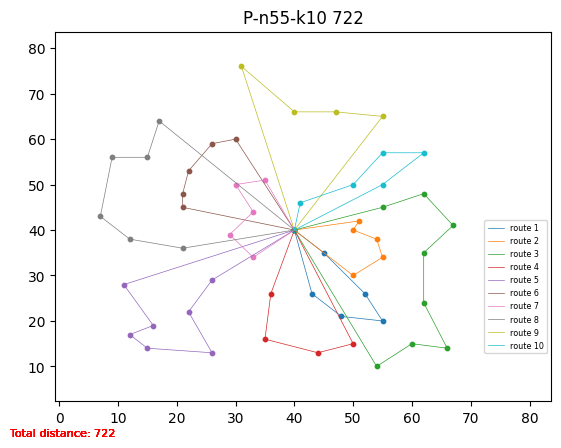 P-n55-k10 722
80
70
60
50
40
30
20
10
0 10 20 30 40 50 60 70 80
route 1
route 2
route 3
route 4
route 5
route 6
route 7
route 8
route 9
route 10
Total distance: 722